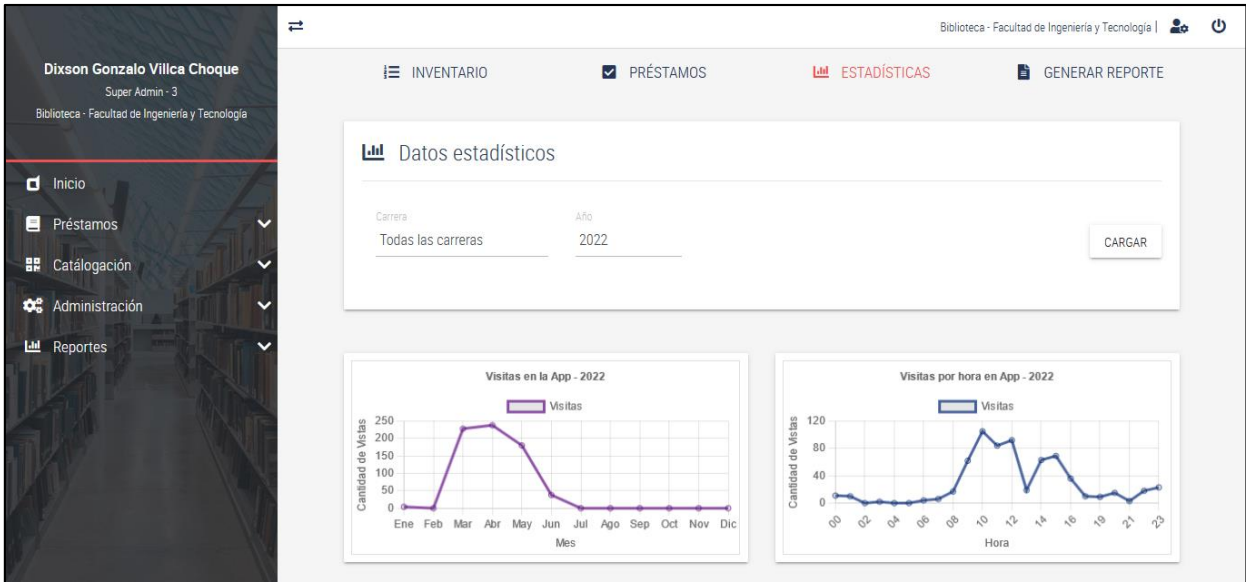 Biblioteca - Facultad de Ingeniería y Tecnología |
Dixson Gonzalo Villca Choque
Super Admin - 3
Biblioteca - Facultad de Ingeniería y Tecnología
Inicio
Préstamos
Catálogación
Administración
Reportes
INVENTARIO
PRÉSTAMOS
ESTADÍSTICAS
GENERAR REPORTE
Datos estadísticos
Carrera
Todas las carreras
Año
2022
CARGAR
Visitas en la App - 2022
Visitas
Cantidad de Vistas
250
200
150
100
50
0
Ene Feb Mar Abr May Jun Jul Ago Sep Oct Nov Dic
Mes
Visitas por hora en App - 2022
Visitas
Cantidad de Vistas
120
80
40
0
00 02 04 06 08 10 12 14 16 19 21 23
Hora